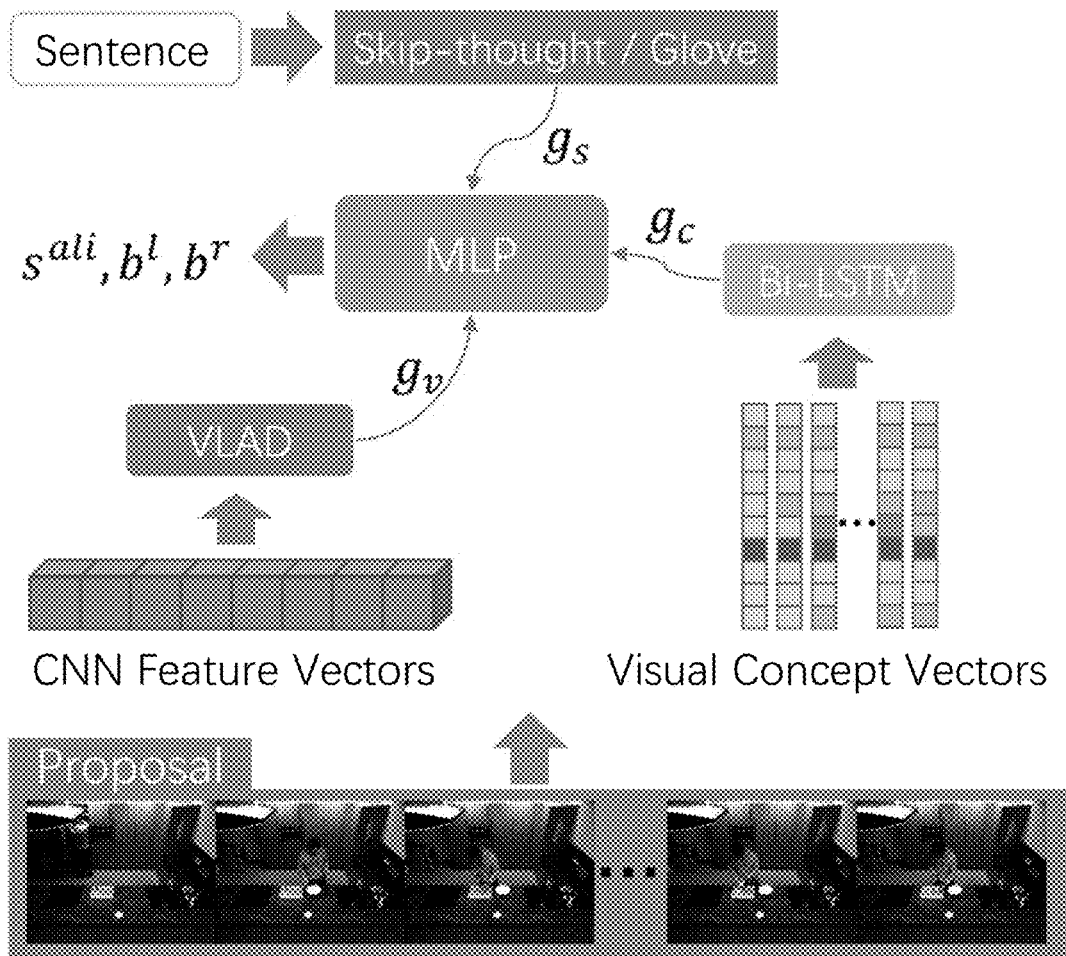 Sentence
Skip-thought / Glove
g_s
g_c
MLP
s^{ali}, b^l, b^r
Bi-LSTM
g_v
VLAD
...
CNN Feature Vectors
Visual Concept Vectors
Proposal
...